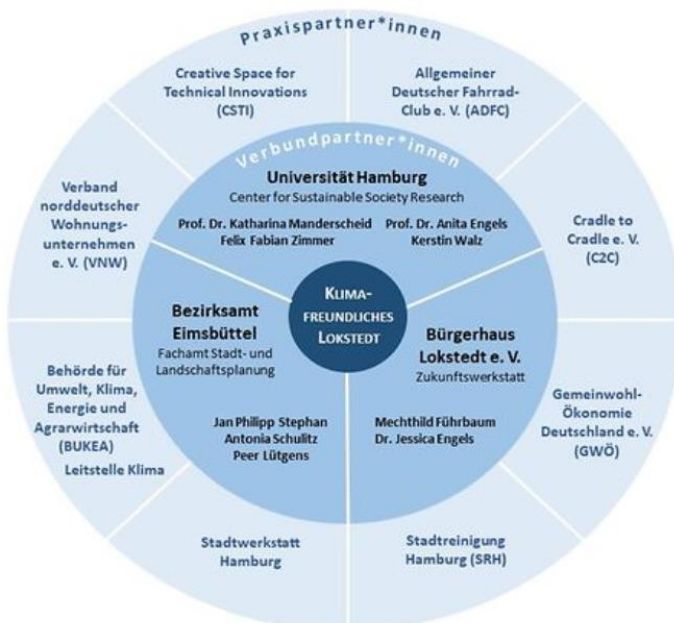 Praxispartner*innen
Creative Space for
Technical Innovations
(CSTI)
Allgemeiner
Deutscher Fahrrad-
Club e. V. (ADFC)
Verband
norddeutscher
Wohnungs-
unternehmen
e. V. (VNW)
Cradle to
Cradle e. V.
(C2C)
Behörde für
Umwelt, Klima,
Energie und
Agrarwirtschaft
(BUKEA)
Leitstelle Klima
Gemeinwohl-
Ökonomie
Deutschland e. V.
(GWÖ)
Stadtwerkstatt
Hamburg
Stadtreinigung
Hamburg (SRH)
Verbundpartner*innen
Universität Hamburg
Center for Sustainable Society Research
Prof. Dr. Katharina Manderscheid
Felix Fabian Zimmer
Prof. Dr. Anita Engels
Kerstin Walz
Bezirksamt
Eimsbüttel
Fachamt Stadt- und
Landschaftsplanung
Jan Philipp Stephan
Antonia Schulitz
Peer Lütgens
Bürgerhaus
Lokstedt e. V.
Zukunftswerkstatt
Mechthild Führbaum
Dr. Jessica Engels
KLIMA-
FREUNDLICHES
LOKSTEDT